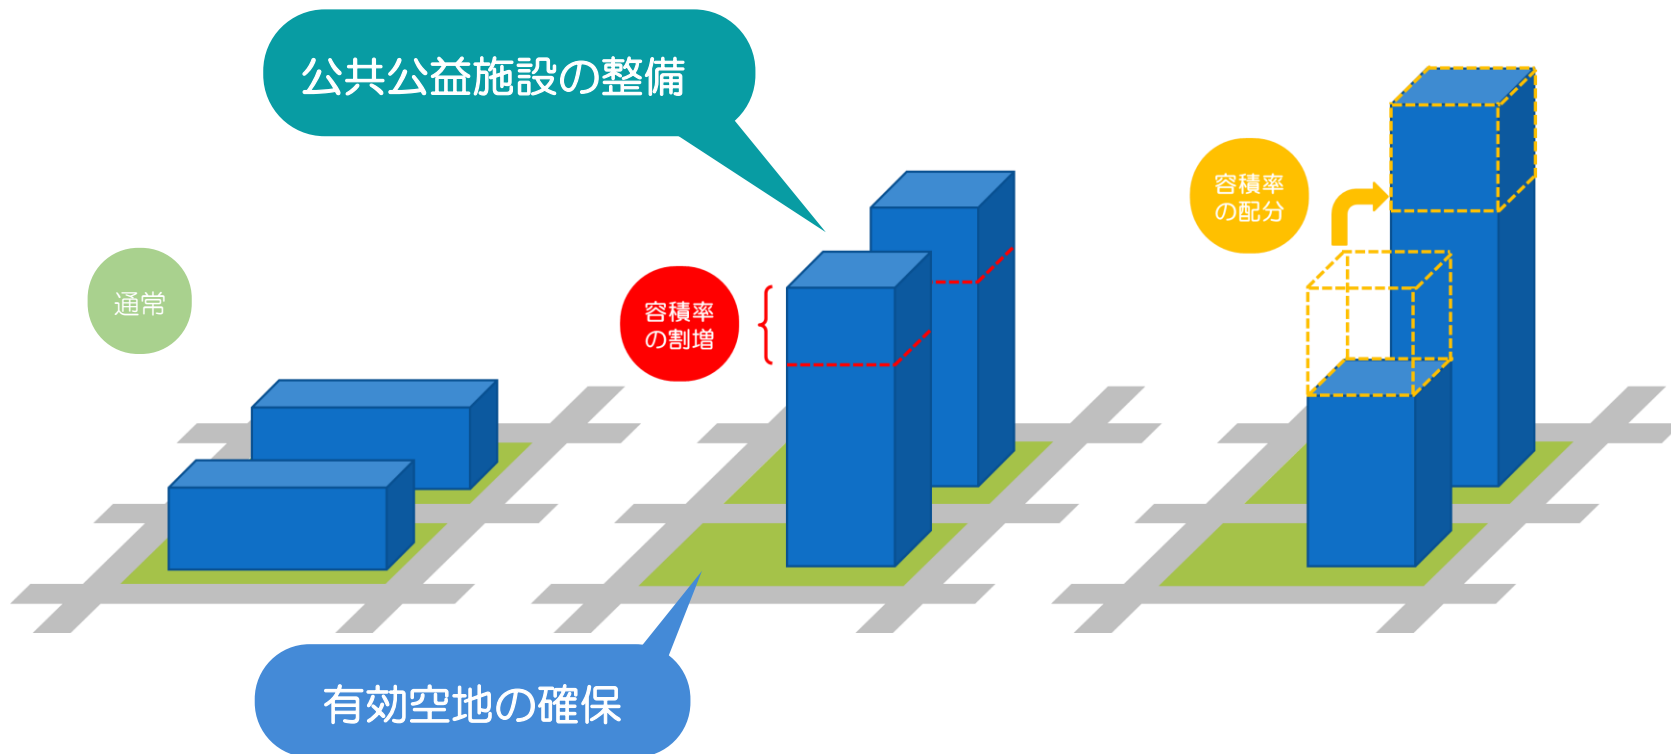 公共公益施設の整備
通常
容積率
の割増
容積率
の配分
有効空地の確保